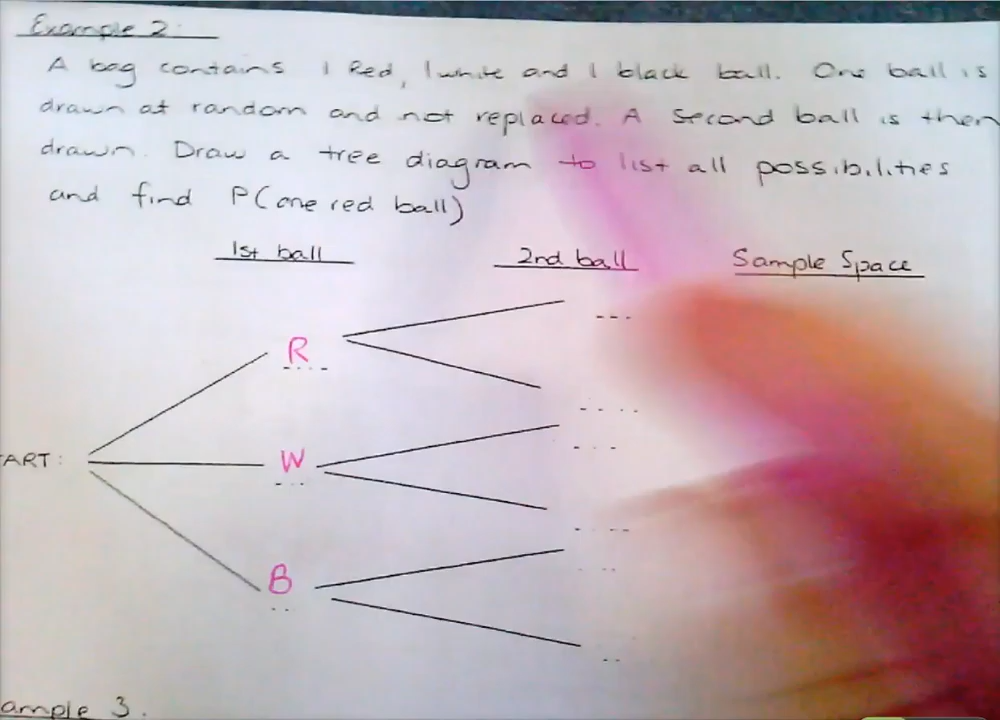 Example 2:
A bag contains 1 Red, 1 white and 1 black ball. One ball is
drawn at random and not replaced. A second ball is then
drawn. Draw a tree diagram to list all possibilities
and find P(one red ball)
1st ball 2nd ball Sample Space
R
ART: W
B
ample 3.